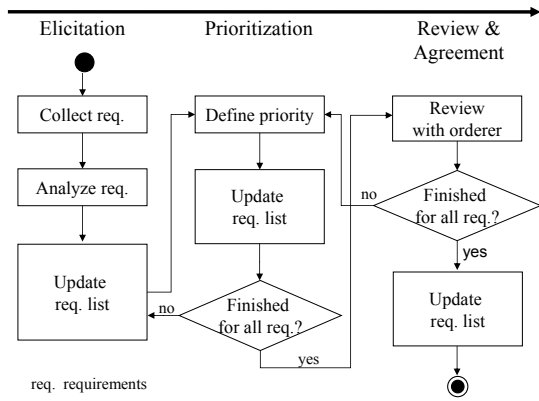 Elicitation
Prioritization
Review &
Agreement
Collect req.
Analyze req.
Update
req. list
Define priority
Update
req. list
no
Finished
for all req.?
yes
Review
with orderer
no
Finished
for all req.?
yes
Update
req. list
req. requirements